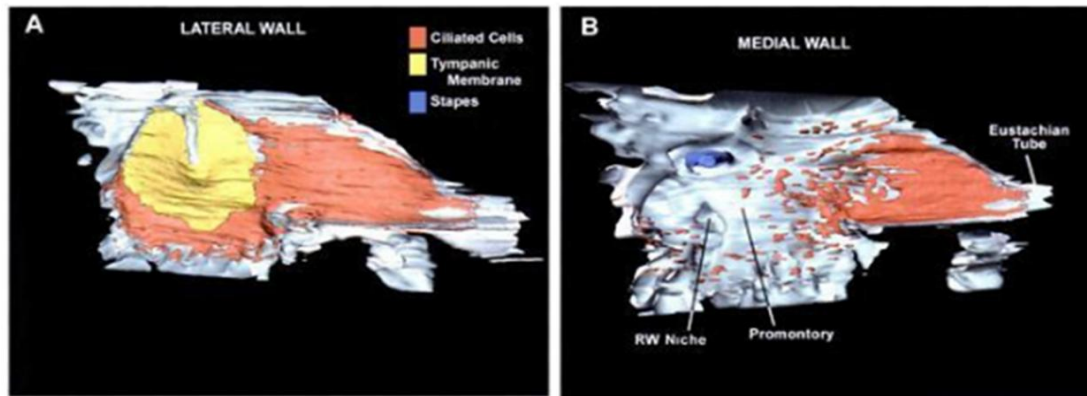 A
LATERAL WALL
Ciliated Cells
Tympanic
Membrane
Stapes
B
MEDIAL WALL
Eustachian
Tube
RW Niche
Promontory